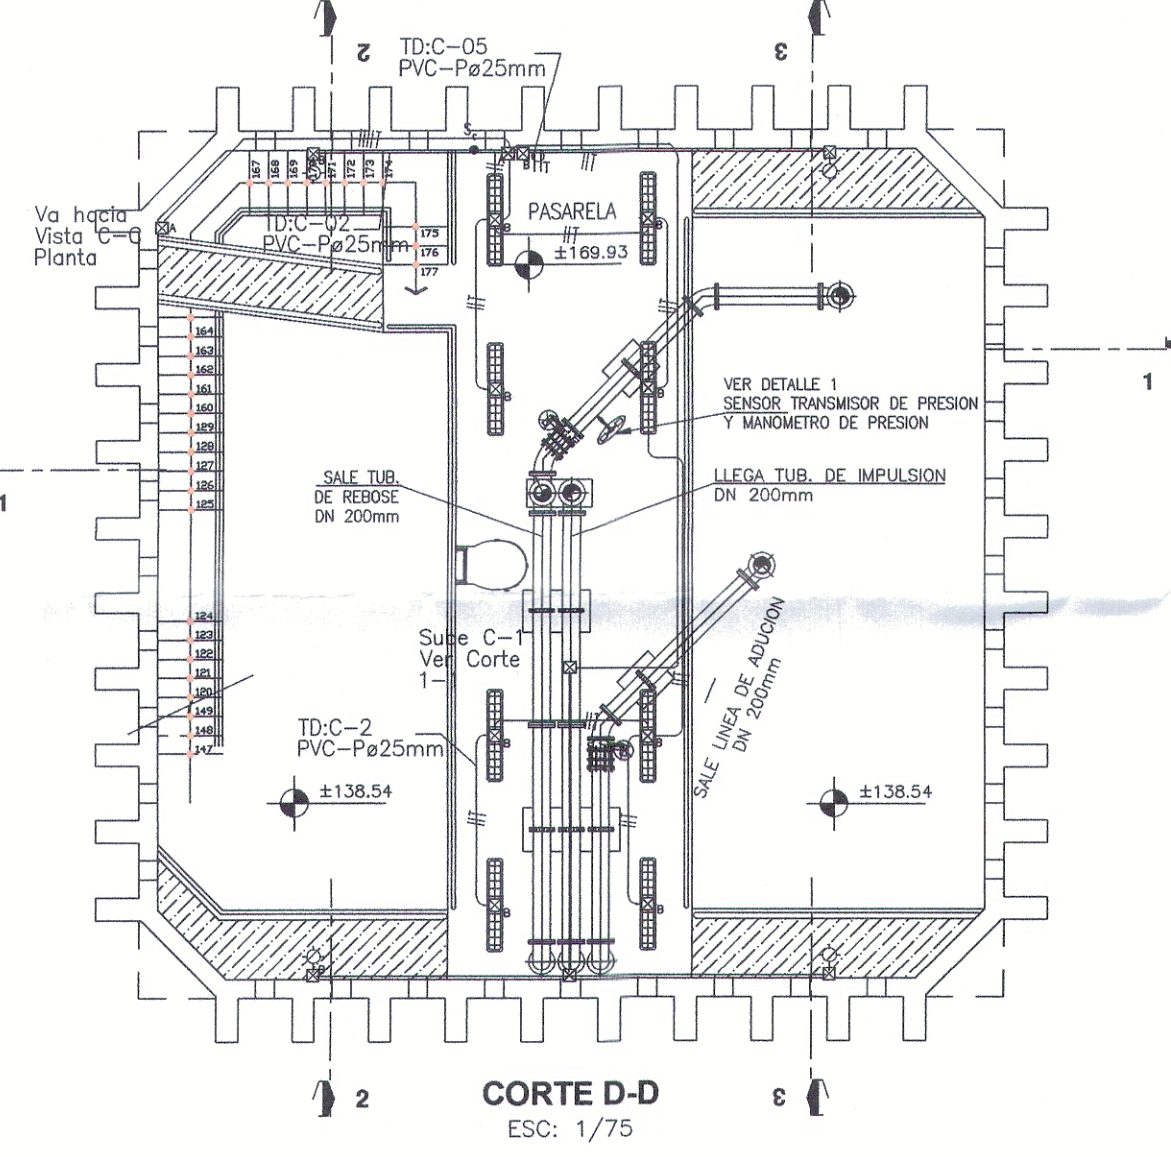 2
3
TD:C-05
PVC-Pø25mm
S
167
168
169
170
171
172
173
174
B
PASARELA
±169.93
Va hacia
Vista C-C
Planta
A
TD:C-02
PVC-Pø25mm
175
176
177
B
B
164
163
162
161
160
129
128
127
126
125
B
B
VER DETALLE 1
SENSOR TRANSMISOR DE PRESION
Y MANOMETRO DE PRESION
1
1
SALE TUB.
DE REBOSE
DN 200mm
LLEGA TUB. DE IMPULSION
DN 200mm
124
123
122
121
120
149
148
147
Sube C-1
Ver Corte
1-
SALE LINEA DE ADUCION
DN 200mm
TD:C-2
PVC-Pø25mm
B
B
±138.54
±138.54
B
B
2
3
CORTE D-D
ESC: 1/75